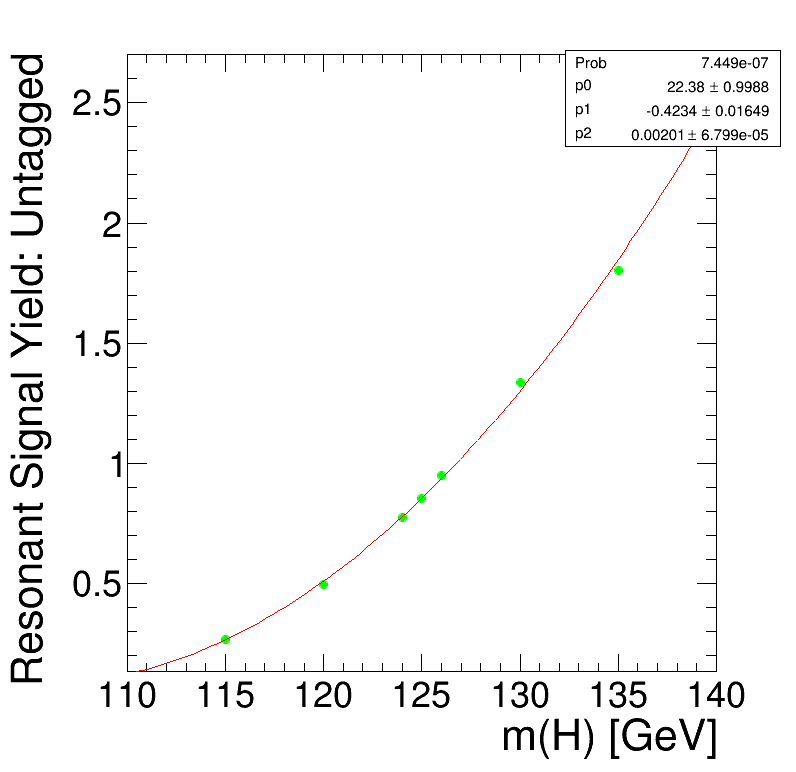 Prob 7.449e-07
p0 22.38 ± 0.9988
p1 -0.4234 ± 0.01649
p2 0.00201 ± 6.799e-05
Resonant Signal Yield: Untagged
2.5
2
1.5
1
0.5
110 115 120 125 130 135 140
m(H) [GeV]